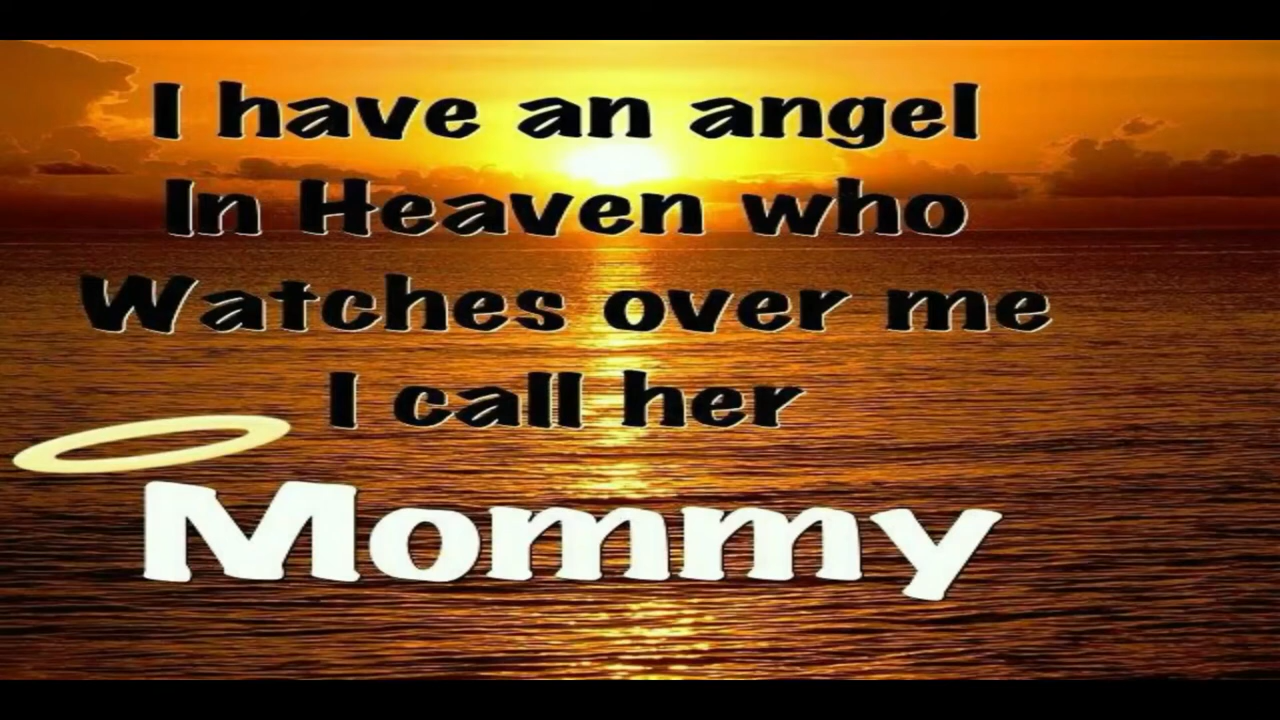 I have an angel
In Heaven who
Watches over me
I call her
Mommy